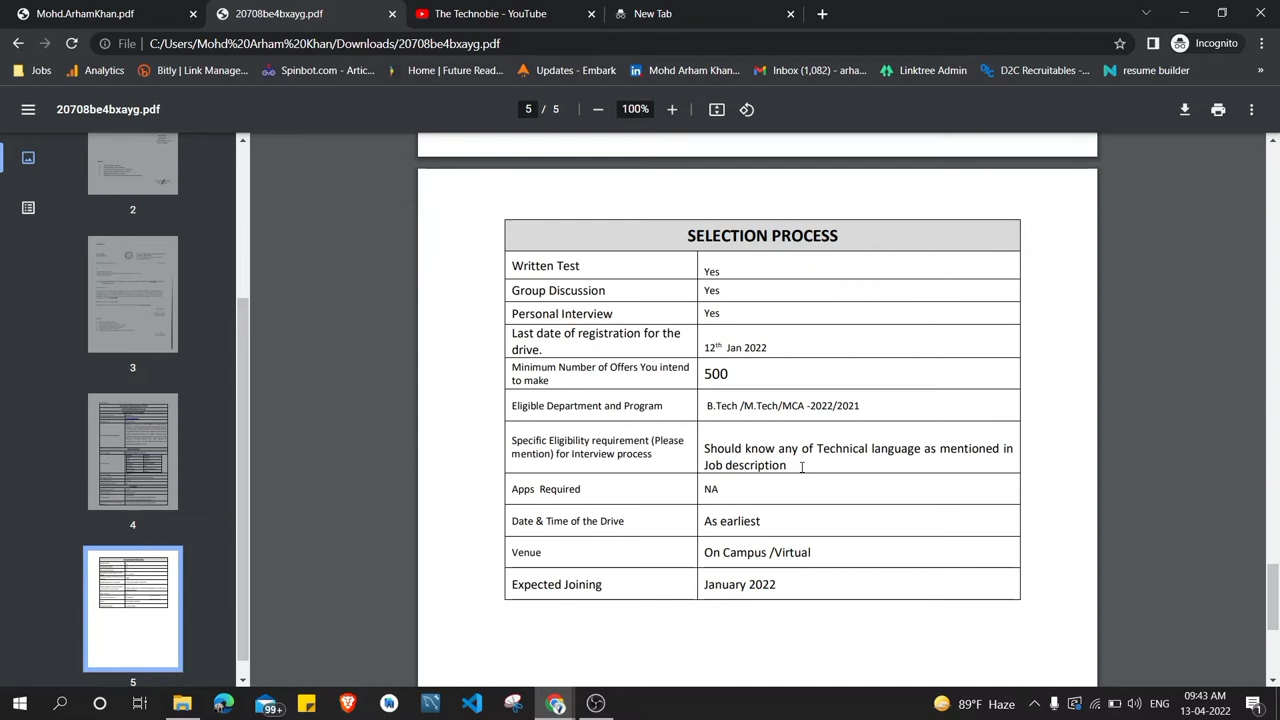 Mohd.ArhamKhan.pdf
20708be4bxayg.pdf
The Technobie - YouTube
New Tab
File C:/Users/Mohd%20Arham%20Khan/Downloads/20708be4bxayg.pdf
Incognito
Jobs Analytics Bitly | Link Manage... Spinbot.com - Artic... Home | Future Read... Updates - Embark Mohd Arham Khan... Inbox (1,082) - arha... Linktree Admin D2C Recruitables -... resume builder »
20708be4bxayg.pdf
5 / 5
100%
2
3
4
5
SELECTION PROCESS
Written Test Yes
Group Discussion Yes
Personal Interview Yes
Last date of registration for the
drive. 12th Jan 2022
Minimum Number of Offers You intend
to make 500
Eligible Department and Program B.Tech /M.Tech/MCA -2022/2021
Specific Eligibility requirement (Please
mention) for Interview process
Should know any of Technical language as mentioned in
Job description
Apps Required NA
Date & Time of the Drive As earliest
Venue On Campus /Virtual
Expected Joining January 2022
99+
89°F Haze
ENG
09:43 AM
13-04-2022
1